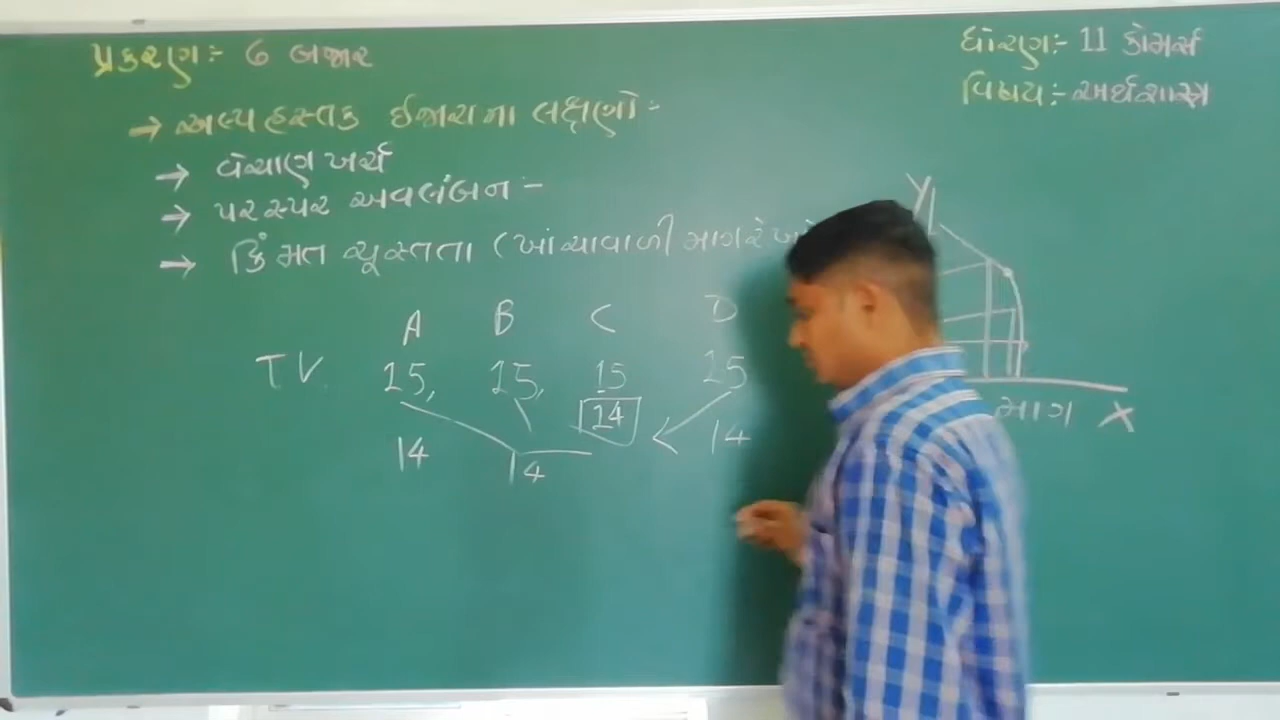 પ્રકરણ:- 6 બજાર
ધોરણ:- 11 કોમર્સ
વિષય:- અર્થશાસ્ત્ર
→ અલ્પહસ્તક ઈજારાના લક્ષણો:-
→ વેચાણ ખર્ચ
→ પરસ્પર અવલંબન:-
→ કિંમત ચૂસ્તતા (ખાંચાવાળી માગરેખા
Y
A B C D
TV. 15, 15, 15 15
14
14 14 14
માગ X